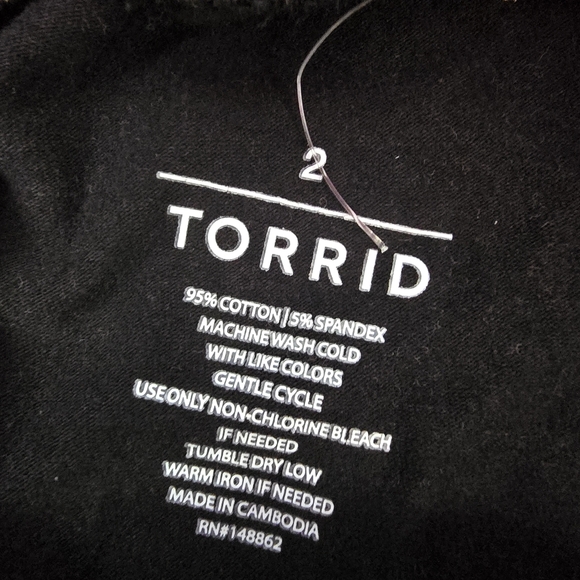 2
TORRID
95% COTTON | 5% SPANDEX
MACHINE WASH COLD
WITH LIKE COLORS
GENTLE CYCLE
USE ONLY NON-CHLORINE BLEACH
IF NEEDED
TUMBLE DRY LOW
WARM IRON IF NEEDED
MADE IN CAMBODIA
RN#148862